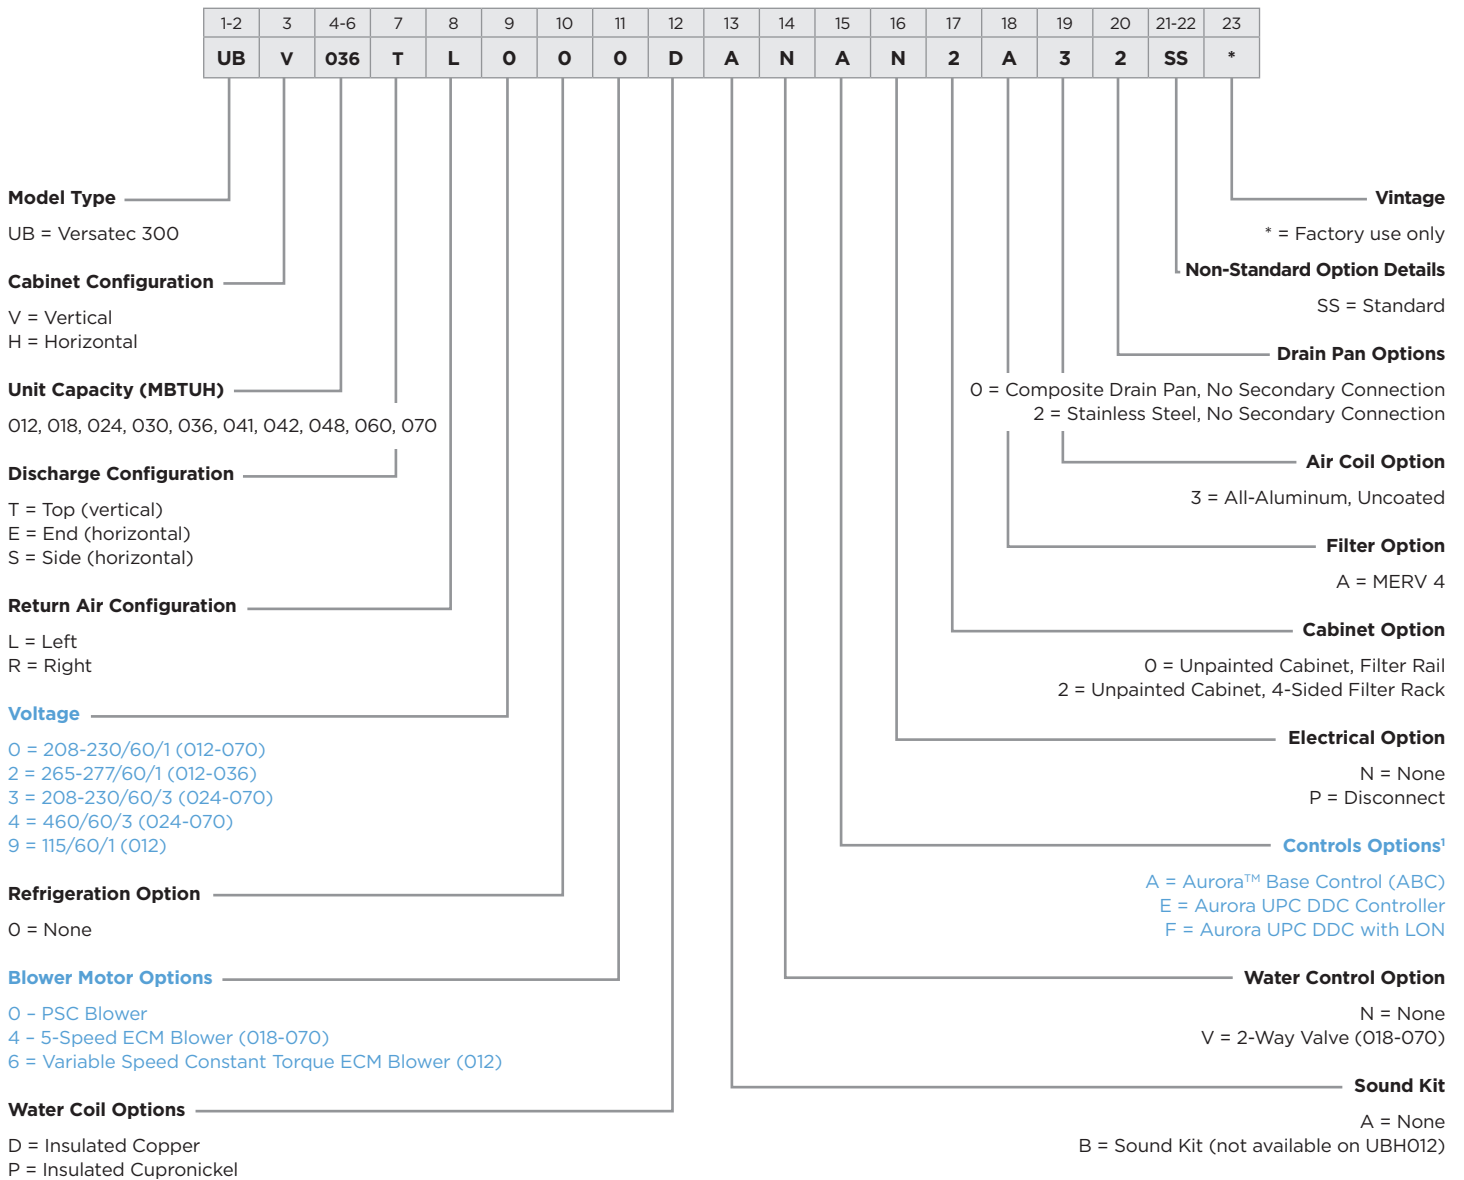 1-2 3 4-6 7 8 9 10 11 12 13 14 15 16 17 18 19 20 21-22 23
UB V 036 T L 0 0 0 D A N A N 2 A 3 2 SS *
Model Type
UB = Versatec 300
Cabinet Configuration
V = Vertical
H = Horizontal
Unit Capacity (MBTUH)
012, 018, 024, 030, 036, 041, 042, 048, 060, 070
Discharge Configuration
T = Top (vertical)
E = End (horizontal)
S = Side (horizontal)
Return Air Configuration
L = Left
R = Right
Voltage
0 = 208-230/60/1 (012-070)
2 = 265-277/60/1 (012-036)
3 = 208-230/60/3 (024-070)
4 = 460/60/3 (024-070)
9 = 115/60/1 (012)
Refrigeration Option
0 = None
Blower Motor Options
0 – PSC Blower
4 – 5-Speed ECM Blower (018-070)
6 = Variable Speed Constant Torque ECM Blower (012)
Water Coil Options
D = Insulated Copper
P = Insulated Cupronickel
Vintage
* = Factory use only
Non-Standard Option Details
SS = Standard
Drain Pan Options
0 = Composite Drain Pan, No Secondary Connection
2 = Stainless Steel, No Secondary Connection
Air Coil Option
3 = All-Aluminum, Uncoated
Filter Option
A = MERV 4
Cabinet Option
0 = Unpainted Cabinet, Filter Rail
2 = Unpainted Cabinet, 4-Sided Filter Rack
Electrical Option
N = None
P = Disconnect
Controls Options¹
A = Aurora™ Base Control (ABC)
E = Aurora UPC DDC Controller
F = Aurora UPC DDC with LON
Water Control Option
N = None
V = 2-Way Valve (018-070)
Sound Kit
A = None
B = Sound Kit (not available on UBH012)